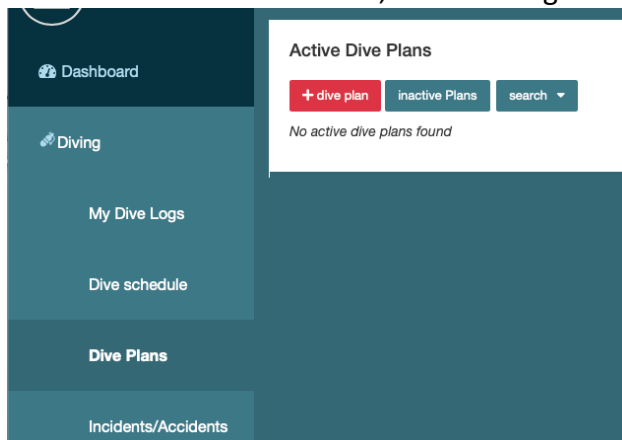 Dashboard
Diving
My Dive Logs
Dive schedule
Dive Plans
Incidents/Accidents
Active Dive Plans
+ dive plan
inactive Plans
search
No active dive plans found